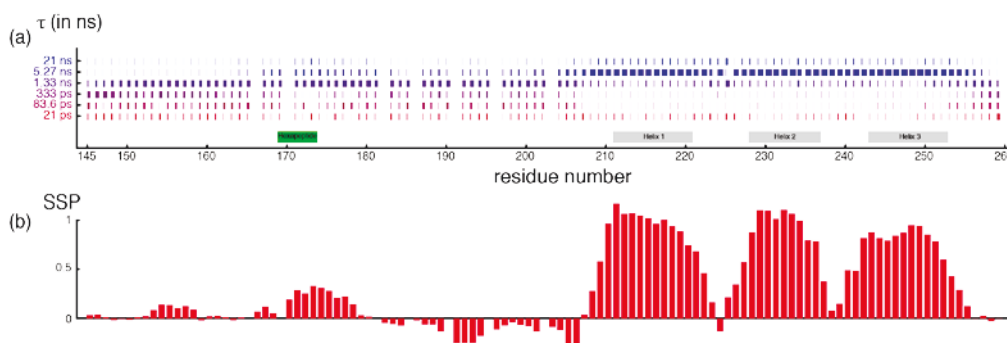 τ (in ns)
(a)
21 ns
5 27 ns
1 33 ns
333 ps
83.6 ps
21 ps
Hexapeptide
Helix 1
Helix 2
Helix 3
145 150 160 170 180 190 200 210 220 230 240 250 260
residue number
SSP
(b)
1
0.5
0